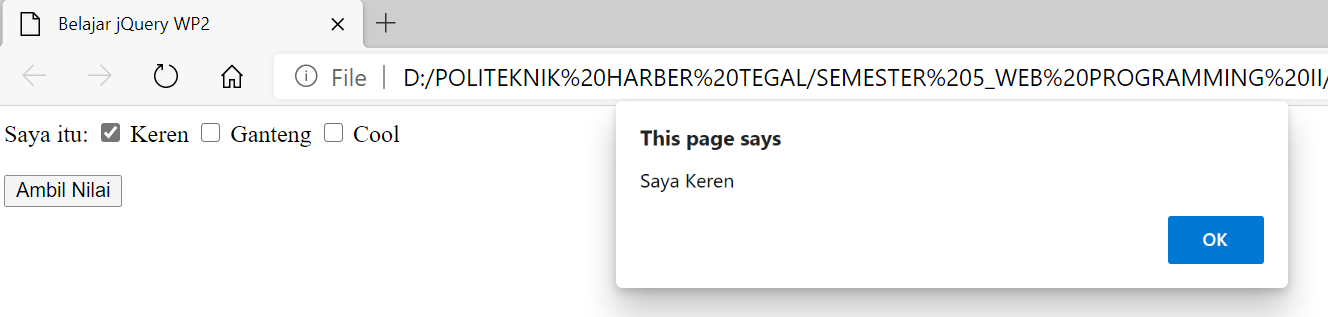 Belajar jQuery WP2
File D:/POLITEKNIK%20HARBER%20TEGAL/SEMESTER%205_WEB%20PROGRAMMING%20II/
Saya itu: Keren Ganteng Cool
Ambil Nilai
This page says
Saya Keren
OK